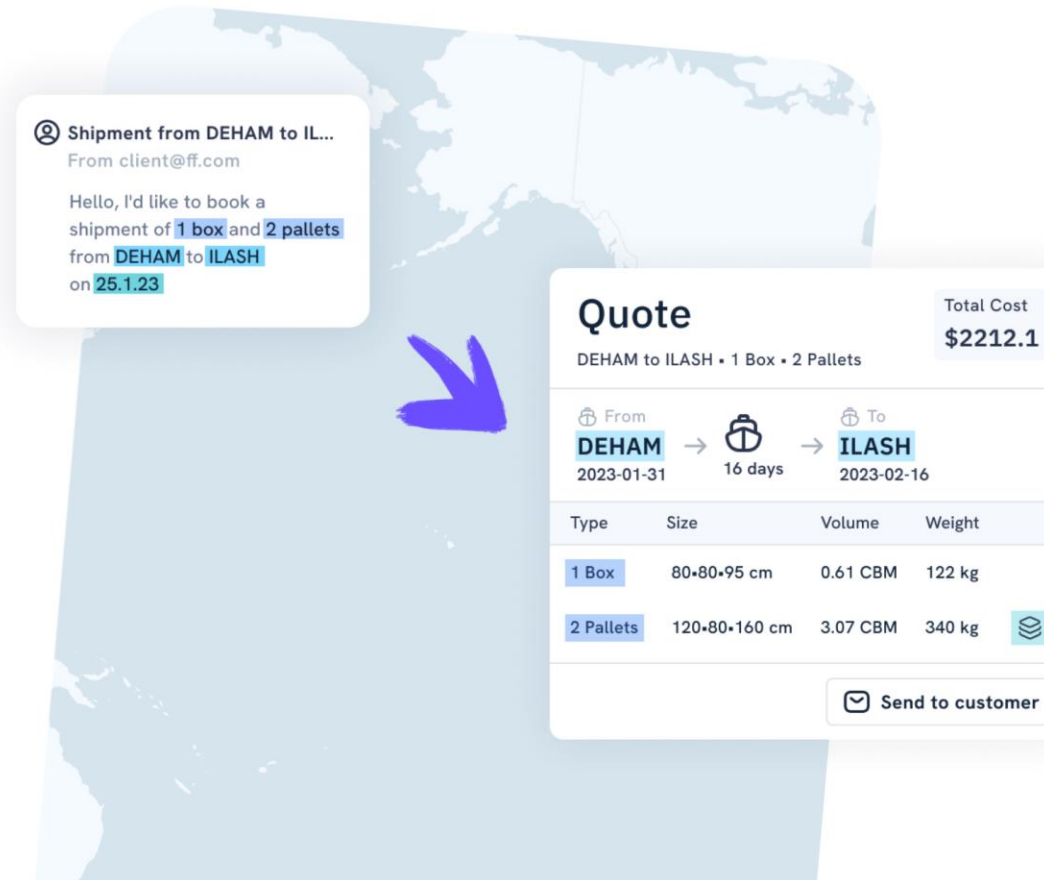 Shipment from DEHAM to IL...
From client@ff.com
Hello, I'd like to book a
shipment of 1 box and 2 pallets
from DEHAM to ILASH
on 25.1.23
Quote
DEHAM to ILASH • 1 Box • 2 Pallets
Total Cost
$2212.1
From
DEHAM
2023-01-31
16 days
To
ILASH
2023-02-16
Type Size Volume Weight
1 Box 80•80•95 cm 0.61 CBM 122 kg
2 Pallets 120•80•160 cm 3.07 CBM 340 kg
Send to customer